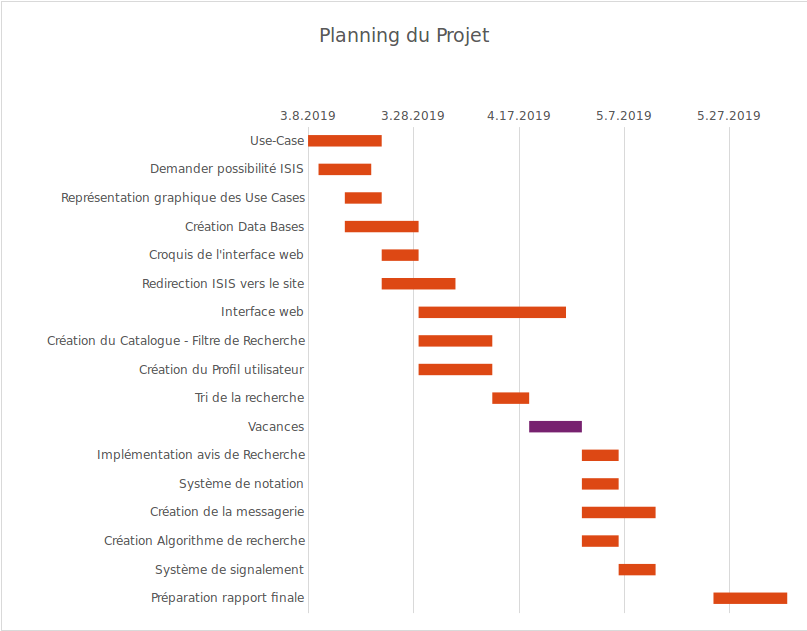 Planning du Projet
3.8.2019 3.28.2019 4.17.2019 5.7.2019 5.27.2019
Use-Case
Demander possibilité ISIS
Représentation graphique des Use Cases
Création Data Bases
Croquis de l'interface web
Redirection ISIS vers le site
Interface web
Création du Catalogue - Filtre de Recherche
Création du Profil utilisateur
Tri de la recherche
Vacances
Implémentation avis de Recherche
Système de notation
Création de la messagerie
Création Algorithme de recherche
Système de signalement
Préparation rapport finale